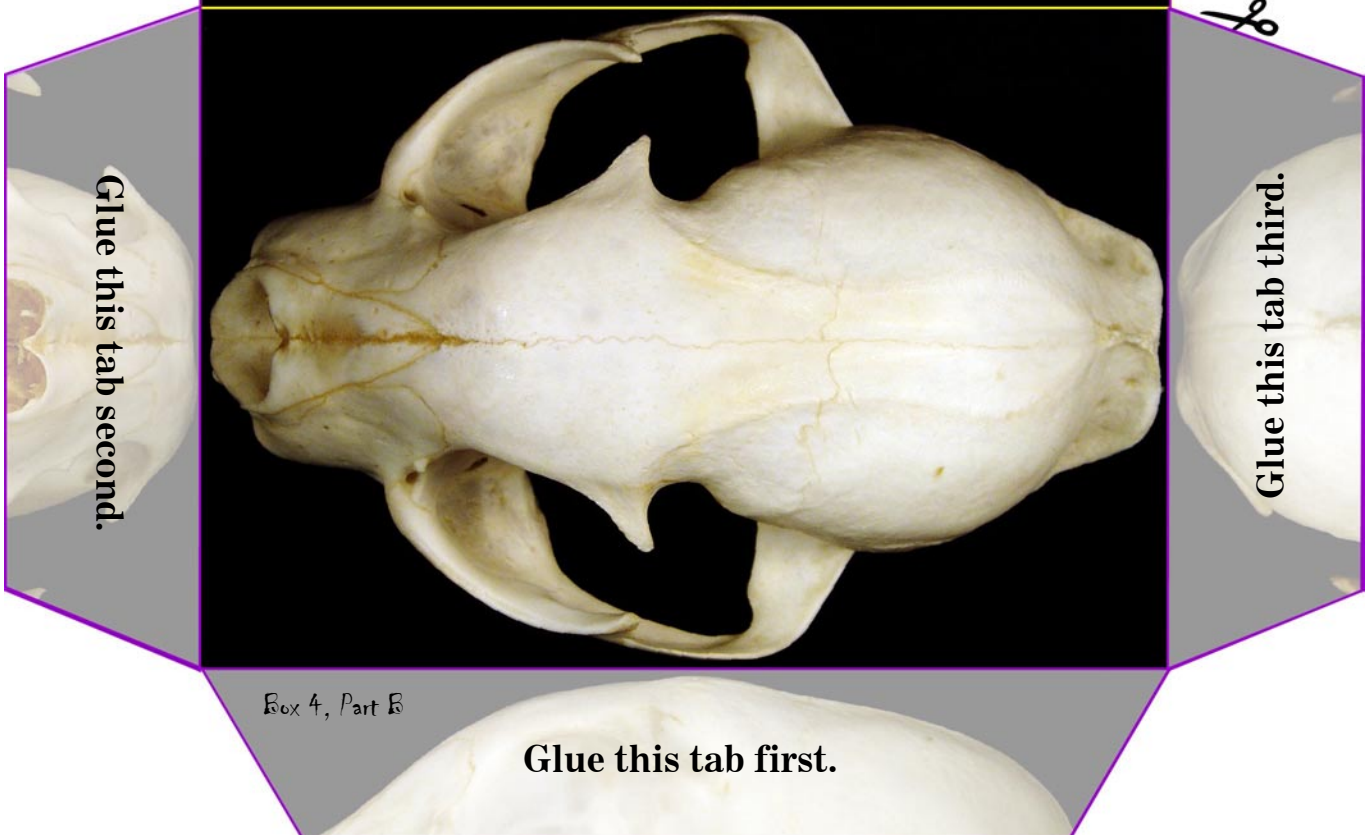 Glue this tab second.
Glue this tab third.
Box 4, Part B
Glue this tab first.